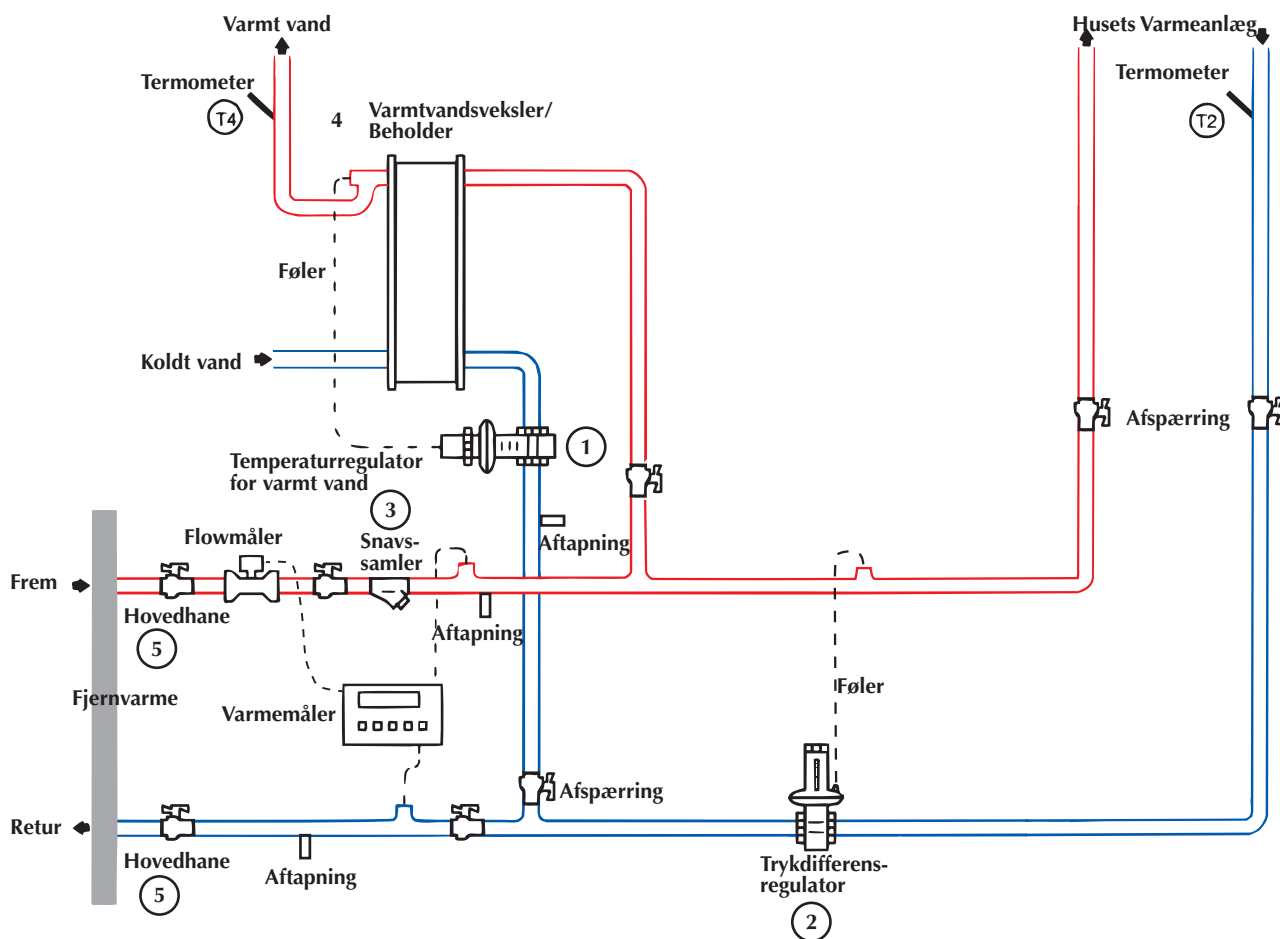 Varmt vand
Husets Varmeanlæg
Termometer
T4
4
Varmtvandsveksler/
Beholder
Termometer
T2
Føler
Koldt vand
Afspærring
1
Temperaturregulator
for varmt vand
3
Snavs-
samler
Aftapning
Flowmåler
Frem
Hovedhane
5
Aftapning
Fjernvarme
Varmemåler
Føler
Afspærring
Retur
Hovedhane
5
Aftapning
Trykdifferens-
regulator
2